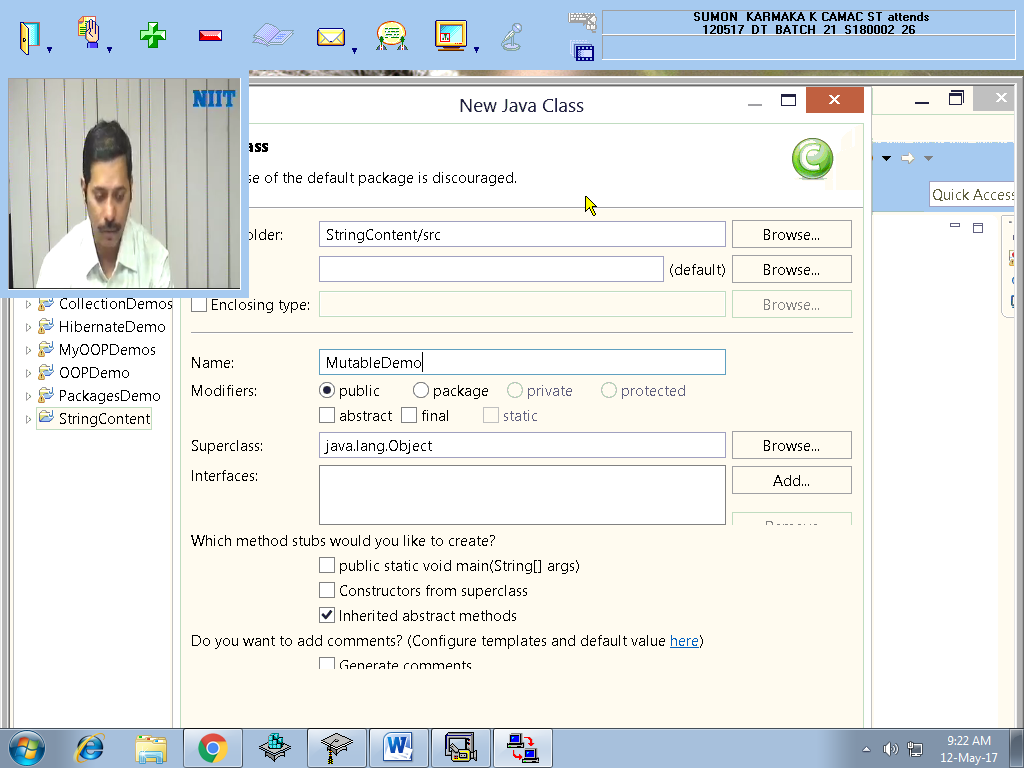 SUMON KARMAKA K CAMAC ST attends
120517 DT BATCH 21 S180002 26
NIIT
New Java Class
ass
se of the default package is discouraged.
Quick Access
older:
StringContent/src
Browse...
(default)
Browse...
Enclosing type:
Browse...
CollectionDemos
HibernateDemo
MyOOPDemos
OOPDemo
PackagesDemo
StringContent
Name:
MutableDemo
Modifiers:
public
package
private
protected
abstract
final
static
Superclass:
java.lang.Object
Browse...
Interfaces:
Add...
Remove
Which method stubs would you like to create?
public static void main(String[] args)
Constructors from superclass
Inherited abstract methods
Do you want to add comments? (Configure templates and default value here)
Generate comments
9:22 AM
12-May-17